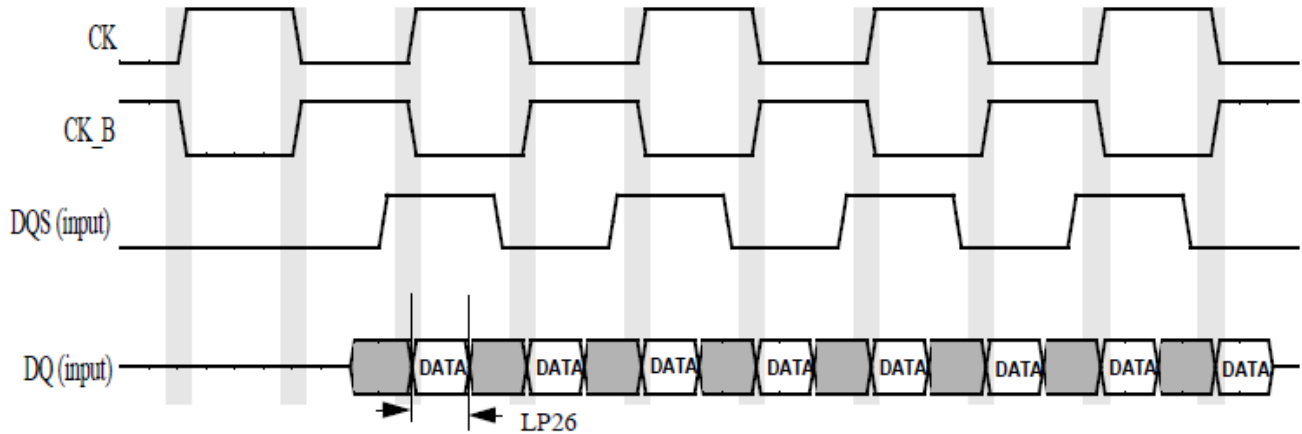 CK
CK_B
DQS (input)
DQ (input) DATA DATA DATA DATA DATA DATA DATA DATA
LP26